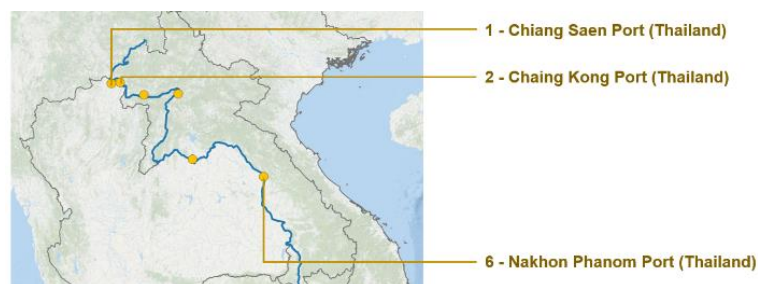 1 - Chiang Saen Port (Thailand)
2 - Chaing Kong Port (Thailand)
6 - Nakhon Phanom Port (Thailand)